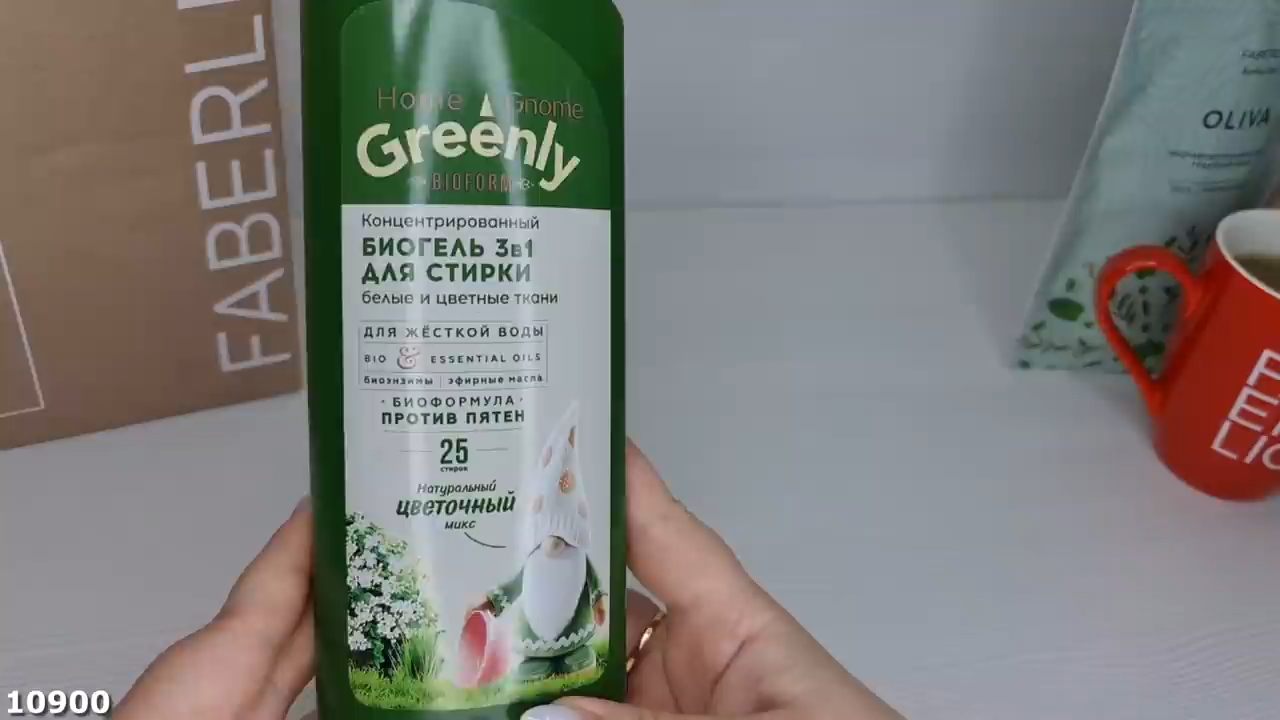 FABERLI
Home Gnome
Greenly
BIOFORM
Концентрированный
БИОГЕЛЬ 3в1
ДЛЯ СТИРКИ
белые и цветные ткани
ДЛЯ ЖЁСТКОЙ ВОДЫ
BIO & ESSENTIAL OILS
биоэнзимы | эфирные масла
· БИОФОРМУЛА ·
ПРОТИВ ПЯТЕН
25
стирок
Натуральный
цветочный
микс
OLIVA
10900